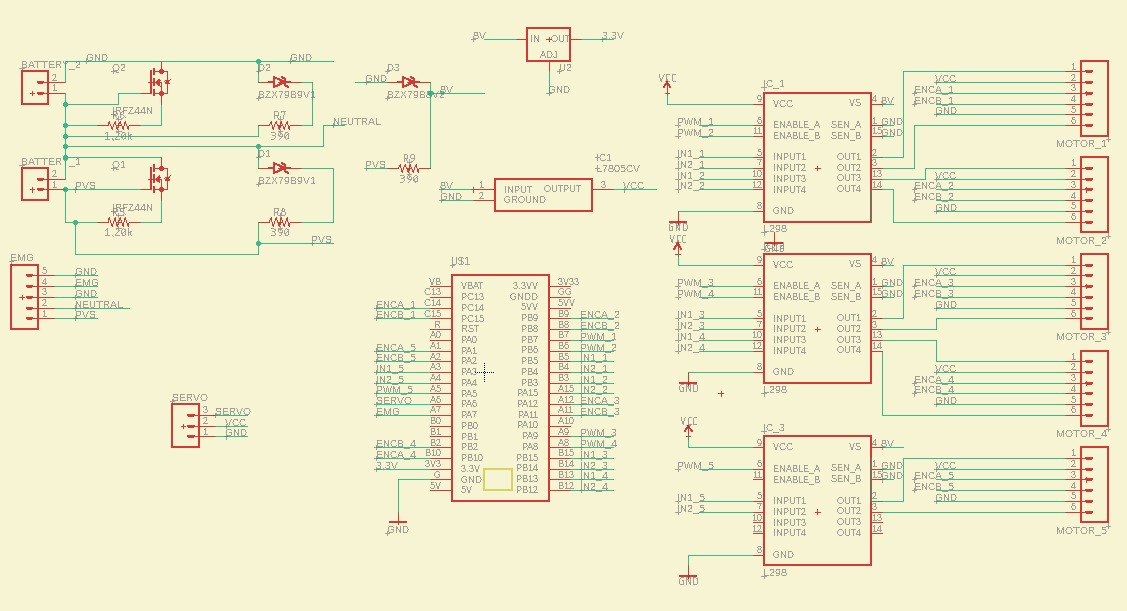 BATTERY_2
2
1
GND
Q2
IRFZ44N
1,20k
D2
BZX79B9V1
GND
R7
390
NEUTRAL
BATTERY_1
2
1
PVS
Q1
IRFZ44N
1,20k
D1
BZX79B9V1
R8
390
PVS
GND
D3
8V
PVS
R9
390
8V
IN
OUT
ADJ
3.3V
U2
GND
IC1
L7805CV
8V
GND
1
2
INPUT
GROUND
OUTPUT
3
VCC
EMG
5
4
3
2
1
GND
EMG
GND
NEUTRAL
PVS
SERVO
3
2
1
SERVO
VCC
GND
U$1
VB VBAT 3.3VV 3V33
C13 PC13 GNDD GG
ENCA_1 C14 PC14 5VV 5VV
ENCB_1 C15 PC15 PB9 B9 ENCA_2
R RST PB8 B8 ENCB_2
A0 PA0 PB7 B7 PWM_1
ENCA_5 A1 PA1 PB6 B6 PWM_2
ENCB_5 A2 PA2 PB5 B5 IN1_1
IN1_5 A3 PA3 PB4 B4 IN2_1
IN2_5 A4 PA4 PB3 B3 IN1_2
PWM_5 A5 PA5 PA15 A15 IN2_2
SERVO A6 PA6 PA12 A12 ENCA_3
EMG A7 PA7 PA11 A11 ENCB_3
B0 PB0 PA10 A10
B1 PB1 PA9 A9 PWM_3
ENCB_4 B2 PB2 PA8 A8 PWM_4
ENCA_4 B10 PB10 PB15 B15 IN1_3
3.3V 3V3 3.3V PB14 B14 IN2_3
G GND PB13 B13 IN1_4
5V 5V PB12 B12 IN2_4
GND
VCC
IC_1
9 VCC VS 4 8V
PWM_1 6 ENABLE_A SEN_A 1 GND
PWM_2 11 ENABLE_B SEN_B 15 GND
IN1_1 5 INPUT1 OUT1 2
IN2_1 7 INPUT2 OUT2 3
IN1_2 10 INPUT3 OUT3 13
IN2_2 12 INPUT4 OUT4 14
8 GND
GND
L298
VCC
GND
9 VCC VS 4 8V
PWM_3 6 ENABLE_A SEN_A 1 GND
PWM_4 11 ENABLE_B SEN_B 15 GND
IN1_3 5 INPUT1 OUT1 2
IN2_3 7 INPUT2 OUT2 3
IN1_4 10 INPUT3 OUT3 13
IN2_4 12 INPUT4 OUT4 14
8 GND
GND
L298
VCC
IC_3
9 VCC VS 4 8V
PWM_5 6 ENABLE_A SEN_A 1 GND
11 ENABLE_B SEN_B 15 GND
IN1_5 5 INPUT1 OUT1 2
IN2_5 7 INPUT2 OUT2 3
10 INPUT3 OUT3 13
12 INPUT4 OUT4 14
8 GND
GND
L298
1
VCC 2
ENCA_1 3
ENCB_1 4
GND 5
6
MOTOR_1
1
VCC 2
ENCA_2 3
ENCB_2 4
GND 5
6
MOTOR_2
1
VCC 2
ENCA_3 3
ENCB_3 4
GND 5
6
MOTOR_3
1
VCC 2
ENCA_4 3
ENCB_4 4
GND 5
6
MOTOR_4
1
VCC 2
ENCA_5 3
ENCB_5 4
GND 5
6
MOTOR_5